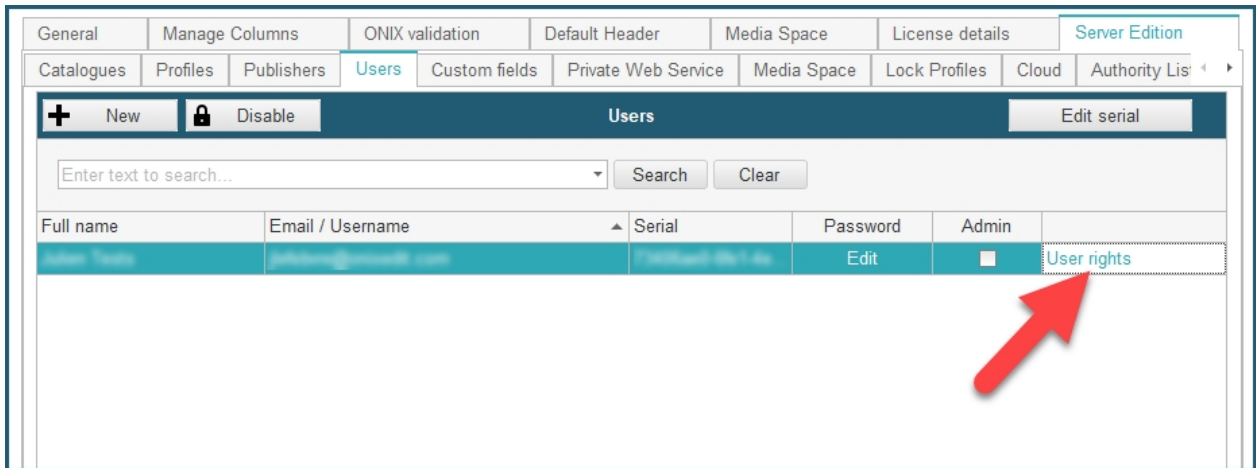 General Manage Columns ONIX validation Default Header Media Space License details Server Edition
Catalogues Profiles Publishers Users Custom fields Private Web Service Media Space Lock Profiles Cloud Authority
New Disable Users Edit serial
Enter text to search... Search Clear
Full name Email / Username Serial Password Admin
Edit User rights